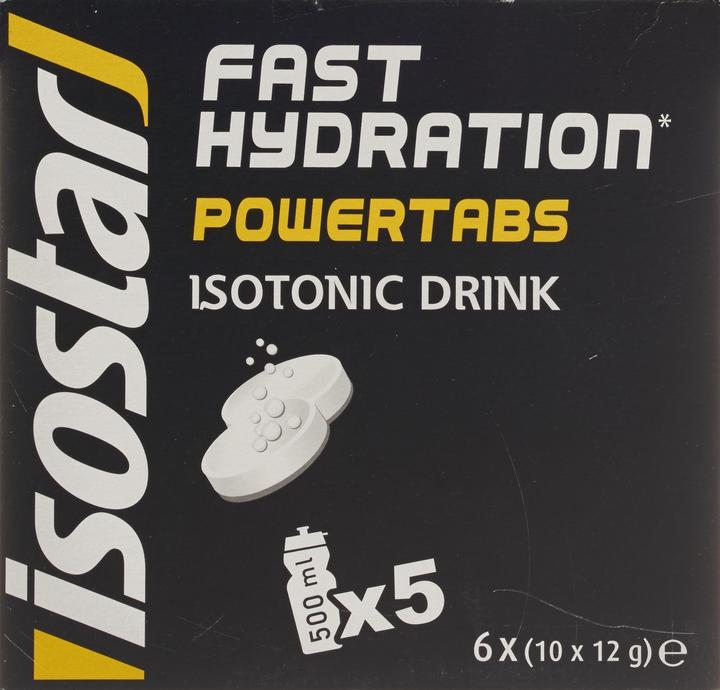 isostar
FAST
HYDRATION*
POWERTABS
ISOTONIC DRINK
500 ml
x5
6 X (10 x 12 g) ℮